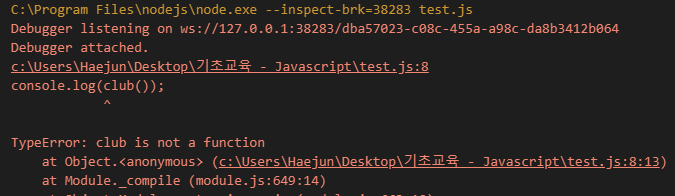 C:\Program Files\nodejs\node.exe --inspect-brk=38283 test.js
Debugger listening on ws://127.0.0.1:38283/dba57023-c08c-455a-a98c-da8b3412b064
Debugger attached.
c:\Users\Haejun\Desktop\기초교육 - Javascript\test.js:8
console.log(club());
^
TypeError: club is not a function
at Object.<anonymous> (c:\Users\Haejun\Desktop\기초교육 - Javascript\test.js:8:13)
at Module._compile (module.js:649:14)